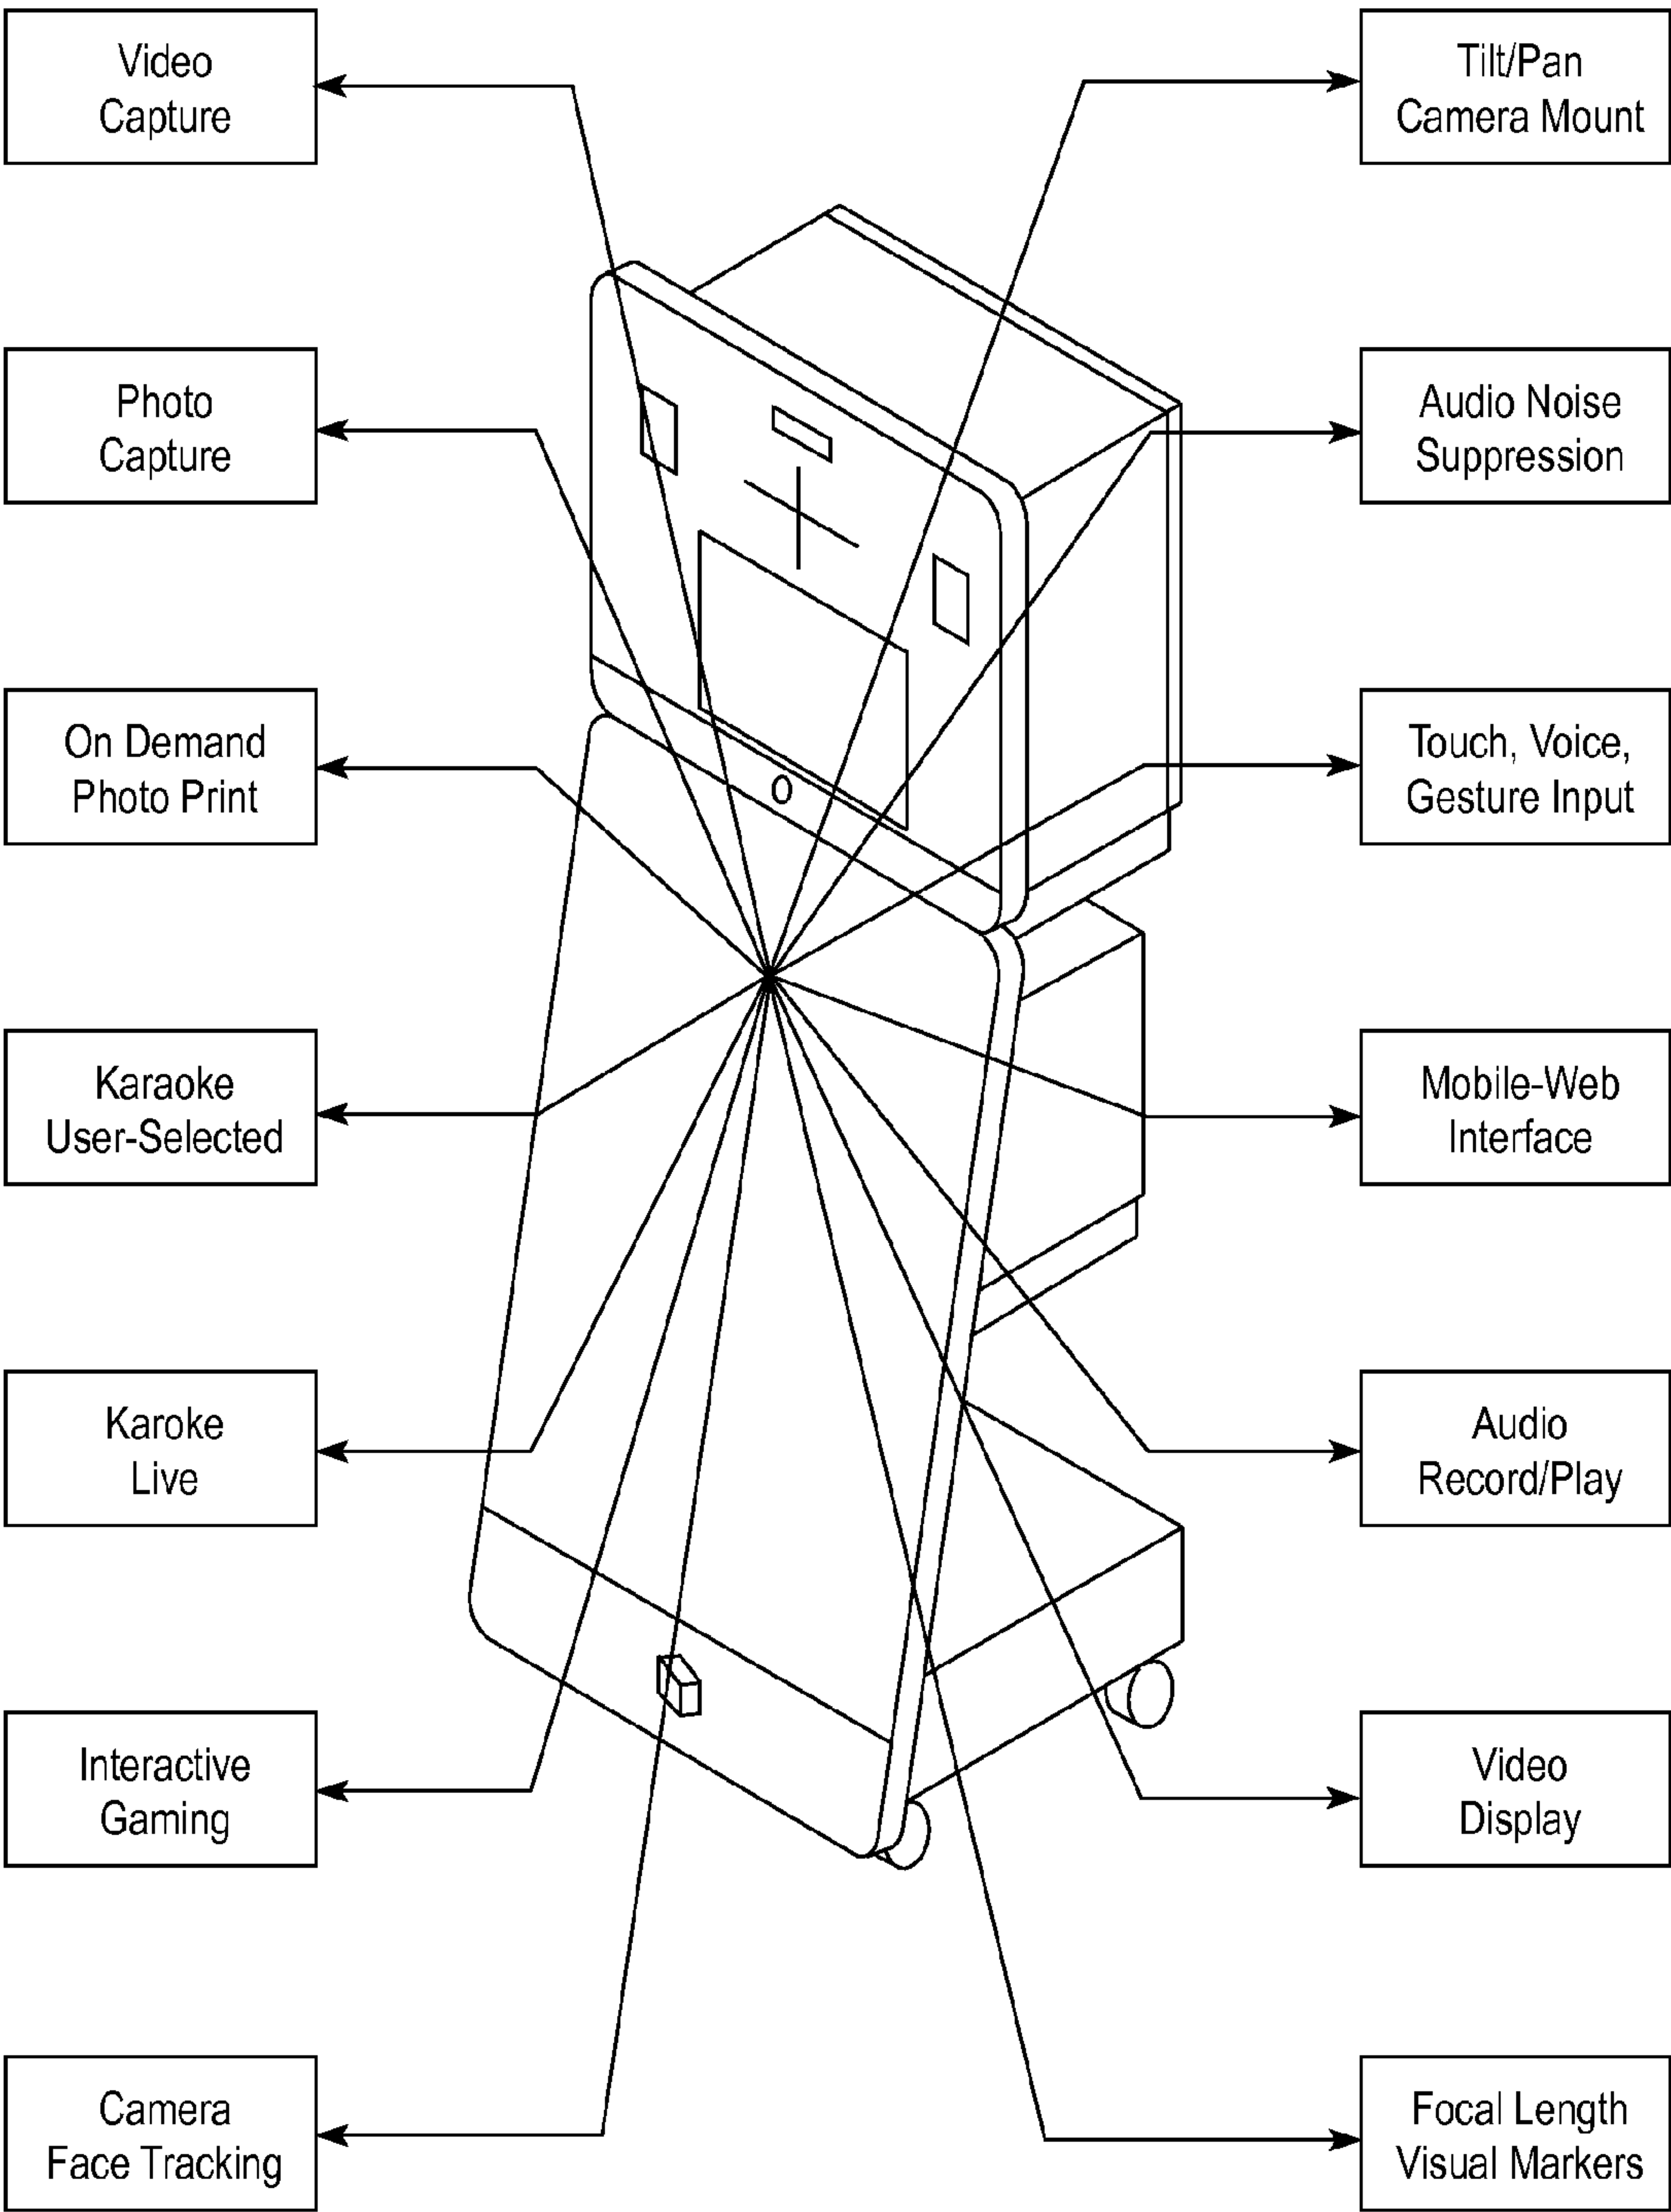 Video
Capture
Tilt/Pan
Camera Mount
Photo
Capture
Audio Noise
Suppression
On Demand
Photo Print
Touch, Voice,
Gesture Input
Karaoke
User-Selected
Mobile-Web
Interface
Karoke
Live
Audio
Record/Play
Interactive
Gaming
Video
Display
Camera
Face Tracking
Focal Length
Visual Markers